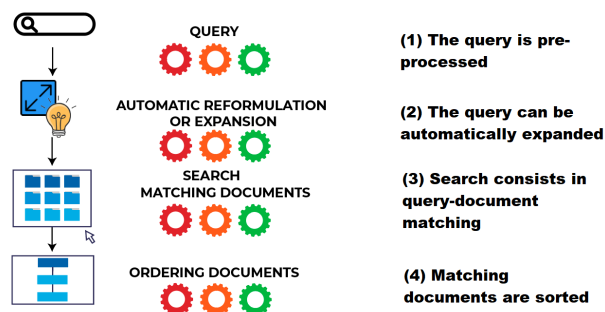 QUERY
(1) The query is pre-
processed
AUTOMATIC REFORMULATION
OR EXPANSION
(2) The query can be
automatically expanded
SEARCH
MATCHING DOCUMENTS
(3) Search consists in
query-document
matching
ORDERING DOCUMENTS
(4) Matching
documents are sorted